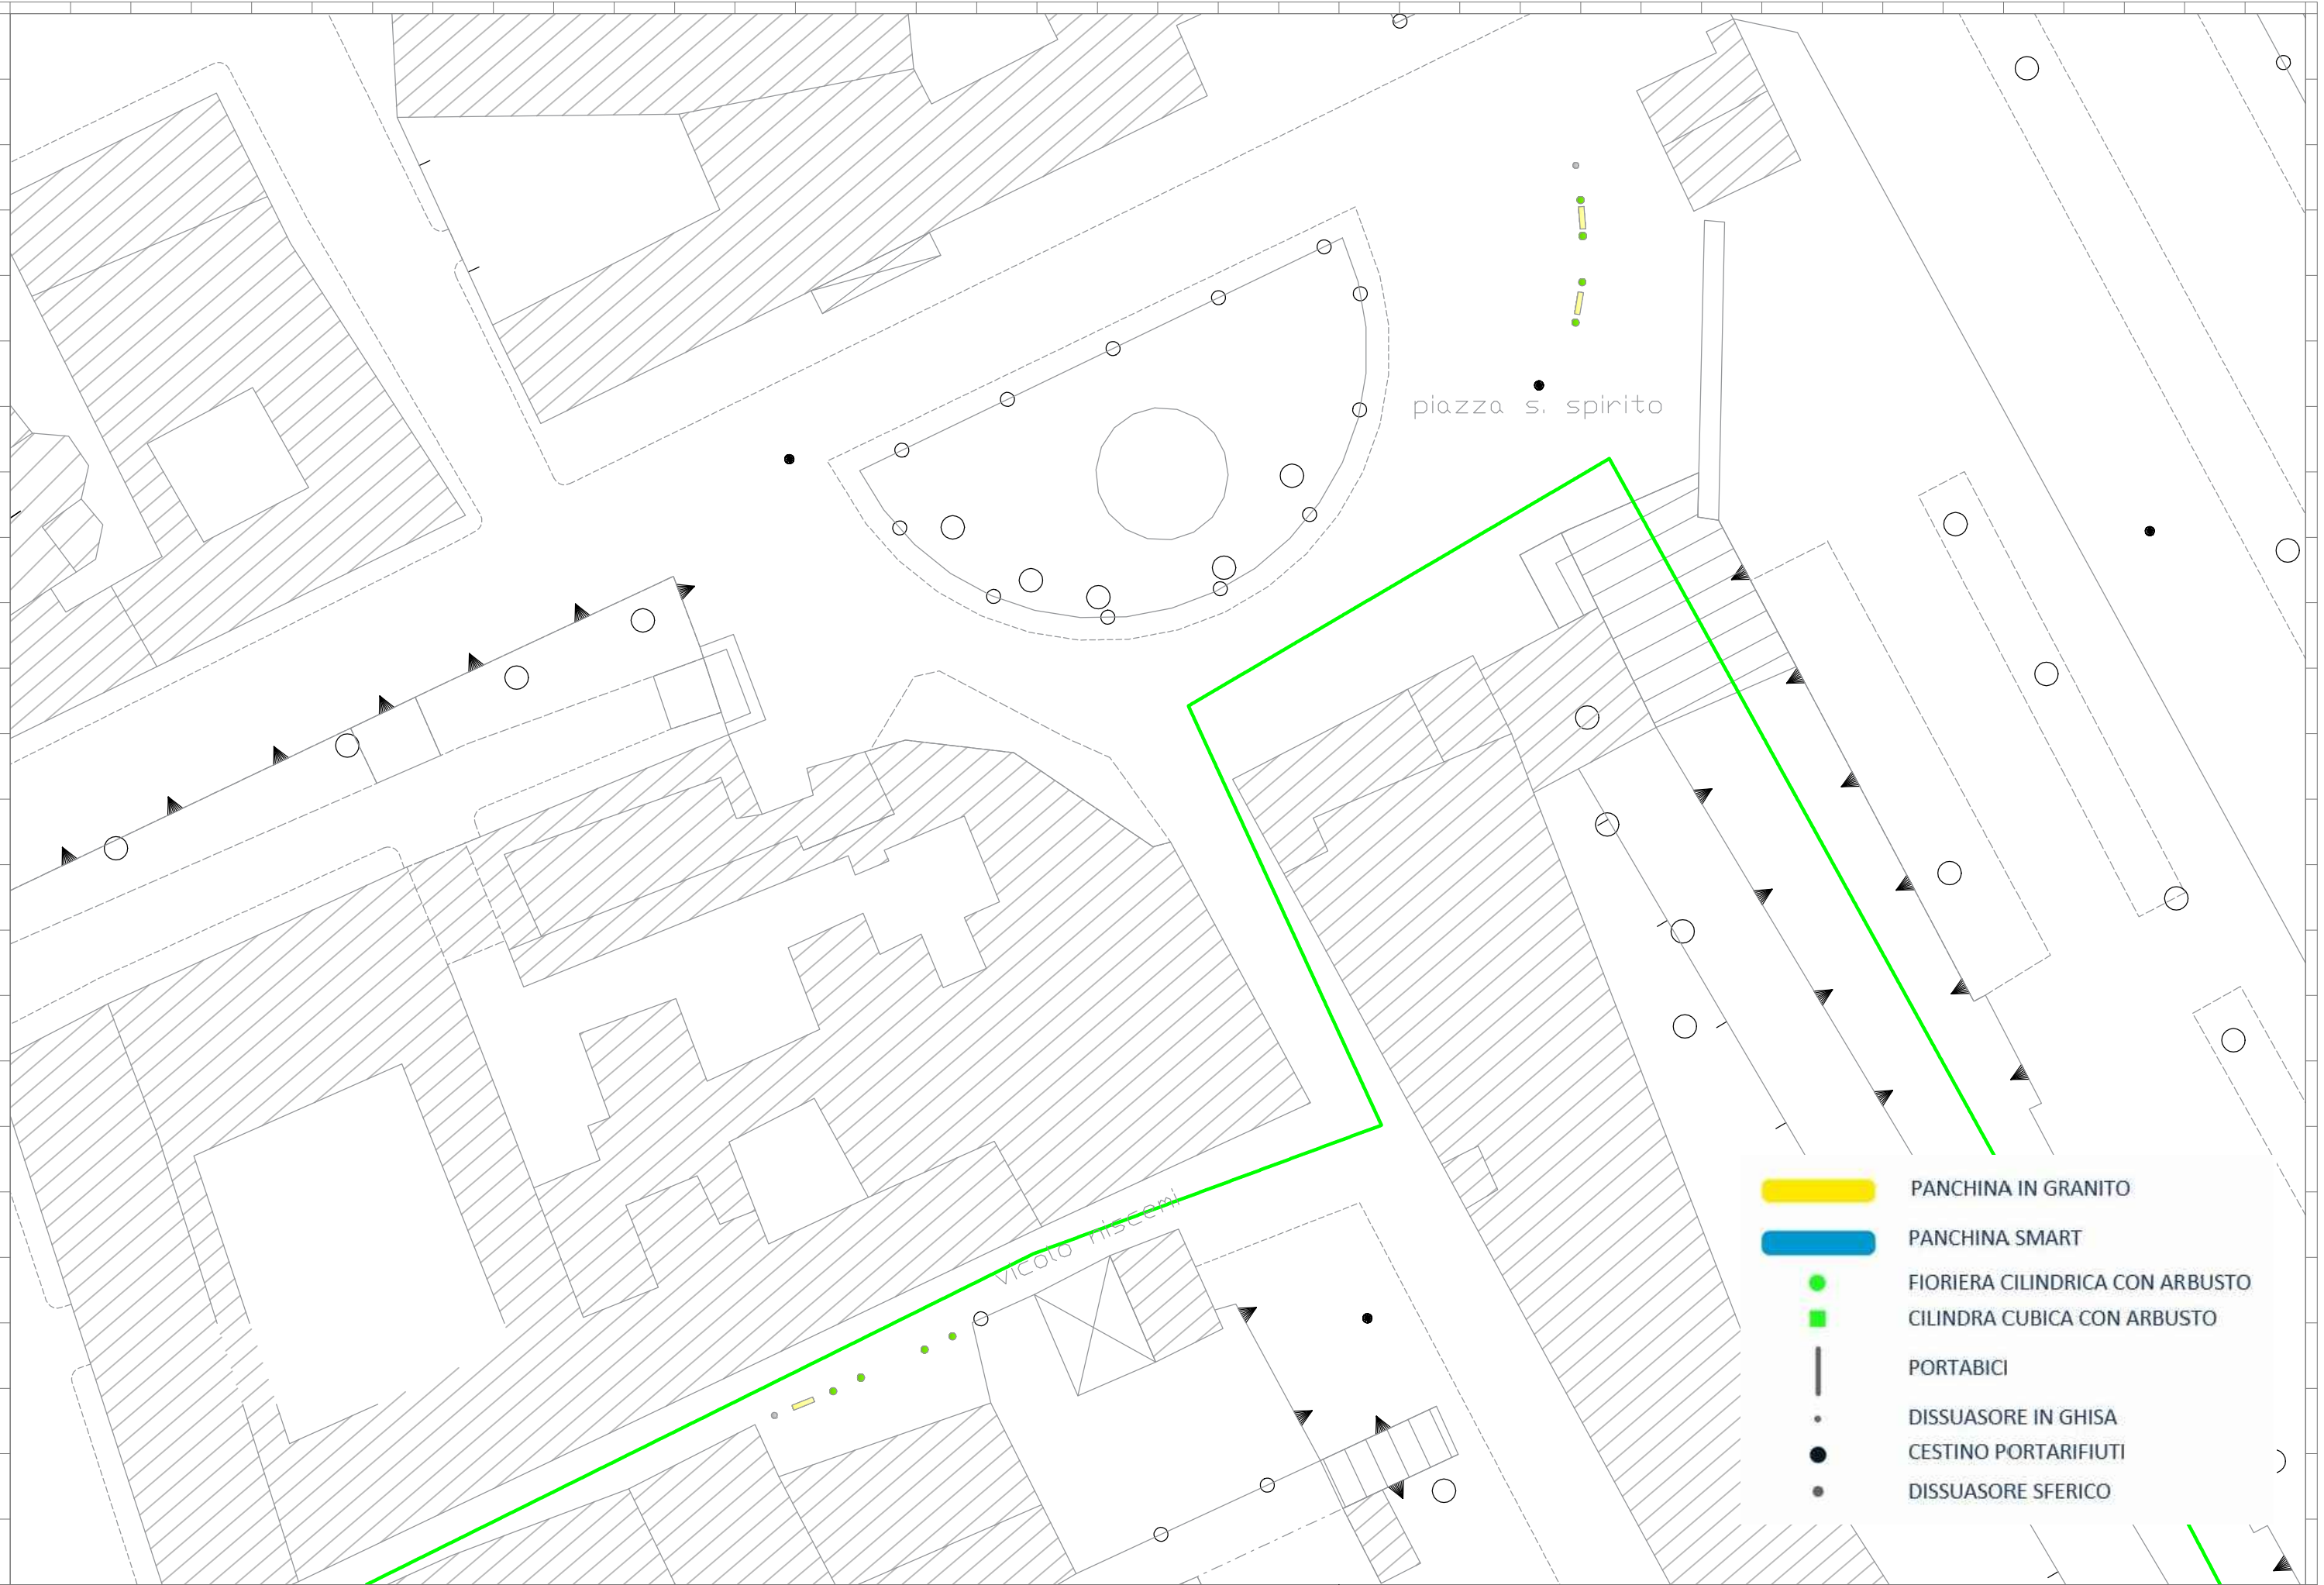 piazza s. spirito
vicolo riscomi
PANCHINA IN GRANITO
PANCHINA SMART
FIORIERA CILINDRICA CON ARBUSTO
CILINDRA CUBICA CON ARBUSTO
PORTABICI
DISSUASORE IN GHISA
CESTINO PORTARIFIUTI
DISSUASORE SFERICO